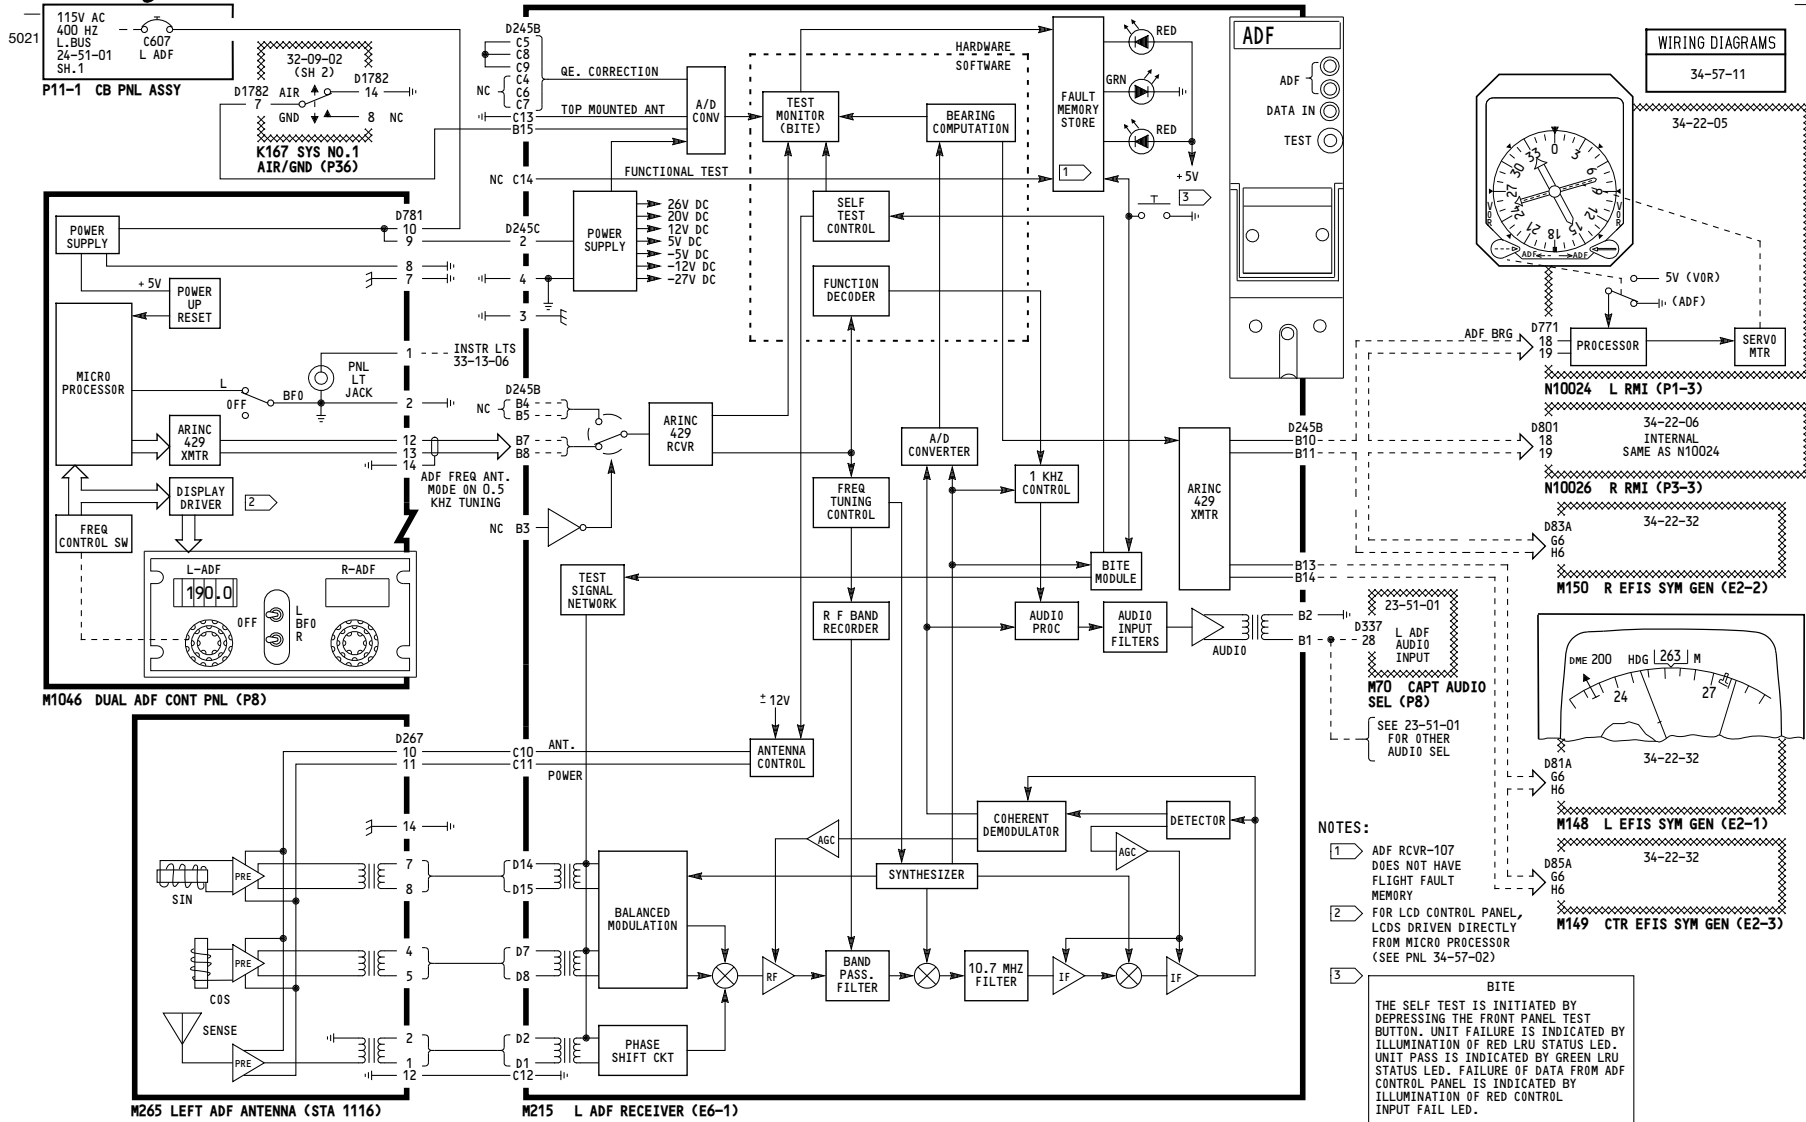 5021
115V AC
400 HZ
L.BUS
24-51-01
SH.1
C607
L ADF
P11-1 CB PNL ASSY
32-09-02
(SH 2)
D1782
D1782
7
AIR
GND
14
8 NC
K167 SYS NO.1
AIR/GND (P36)
POWER
SUPPLY
+5V
POWER
UP
RESET
MICRO
PROCESSOR
L
OFF
BFO
PNL
LT
JACK
ARINC
429
XMTR
DISPLAY
DRIVER
2
FREQ
CONTROL SW
D781
10
9
8
7
1
INSTR LTS
33-13-06
2
12
13
14
ADF FREQ ANT.
MODE ON 0.5
KHZ TUNING
L-ADF
R-ADF
190.0
OFF
L
BFO
R
M1046 DUAL ADF CONT PNL (P8)
D267
10
11
14
7
8
4
5
2
1
12
PRE
SIN
PRE
COS
SENSE
PRE
M265 LEFT ADF ANTENNA (STA 1116)
D245B
C5
C8
C9
C4
NC
C6
C7
C13
B15
NC C14
QE. CORRECTION
TOP MOUNTED ANT
FUNCTIONAL TEST
A/D
CONV
D245C
2
4
3
POWER
SUPPLY
26V DC
20V DC
12V DC
5V DC
-5V DC
-12V DC
-27V DC
D245B
NC
B4
B5
B7
B8
NC B3
ARINC
429
RCVR
HARDWARE
SOFTWARE
TEST
MONITOR
(BITE)
BEARING
COMPUTATION
SELF
TEST
CONTROL
FUNCTION
DECODER
FAULT
MEMORY
STORE
1
RED
GRN
RED
+5V
3
A/D
CONVERTER
1 KHZ
CONTROL
FREQ
TUNING
CONTROL
ARINC
429
XMTR
BITE
MODULE
TEST
SIGNAL
NETWORK
R F BAND
RECORDER
AUDIO
PROC
AUDIO
INPUT
FILTERS
AUDIO
± 12V
ANTENNA
CONTROL
C10
C11
ANT.
POWER
COHERENT
DEMODULATOR
DETECTOR
AGC
AGC
SYNTHESIZER
D14
D15
D7
D8
D2
D1
C12
BALANCED
MODULATION
PHASE
SHIFT CKT
RF
BAND
PASS.
FILTER
10.7 MHZ
FILTER
IF
IF
M215 L ADF RECEIVER (E6-1)
ADF
ADF
DATA IN
TEST
D245B
B10
B11
B13
B14
B2
B1
D337
28
23-51-01
L ADF
AUDIO
INPUT
M70 CAPT AUDIO
SEL (P8)
SEE 23-51-01
FOR OTHER
AUDIO SEL
WIRING DIAGRAMS
34-57-11
34-22-05
0
3
6
9
12
15
18
21
24
27
30
33
VOR
VOR
ADF
ADF
5V (VOR)
(ADF)
ADF BRG
D771
18
19
PROCESSOR
SERVO
MTR
N10024 L RMI (P1-3)
D801
18
19
34-22-06
INTERNAL
SAME AS N10024
N10026 R RMI (P3-3)
D83A
G6
H6
34-22-32
M150 R EFIS SYM GEN (E2-2)
DME 200 HDG 263 M
24
27
D81A
G6
H6
34-22-32
M148 L EFIS SYM GEN (E2-1)
D85A
G6
H6
34-22-32
M149 CTR EFIS SYM GEN (E2-3)
NOTES:
1 ADF RCVR-107
DOES NOT HAVE
FLIGHT FAULT
MEMORY
2 FOR LCD CONTROL PANEL,
LCDS DRIVEN DIRECTLY
FROM MICRO PROCESSOR
(SEE PNL 34-57-02)
3
BITE
THE SELF TEST IS INITIATED BY
DEPRESSING THE FRONT PANEL TEST
BUTTON. UNIT FAILURE IS INDICATED BY
ILLUMINATION OF RED LRU STATUS LED.
UNIT PASS IS INDICATED BY GREEN LRU
STATUS LED. FAILURE OF DATA FROM ADF
CONTROL PANEL IS INDICATED BY
ILLUMINATION OF RED CONTROL
INPUT FAIL LED.